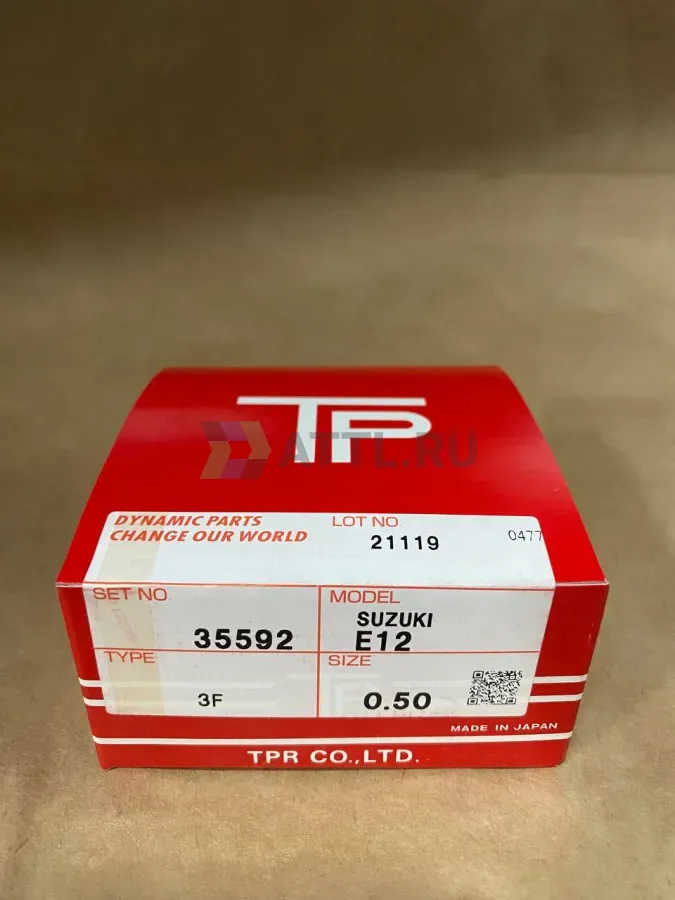 TP
ATTL.RU
DYNAMIC PARTS
CHANGE OUR WORLD
LOT NO.
21119
0477
SET NO.
35592
MODEL
SUZUKI
E12
TYPE
3F
SIZE
0.50
MADE IN JAPAN
TPR CO.,LTD.